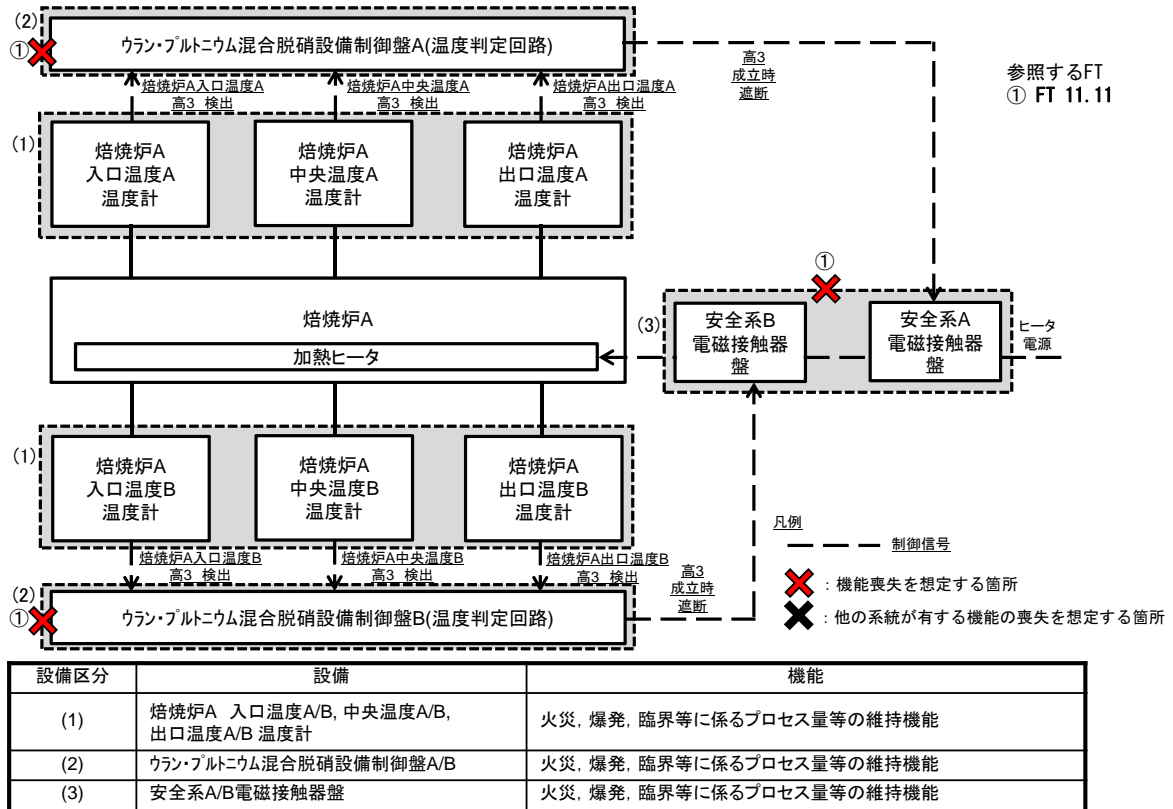 (2)
①
ウラン・プルトニウム混合脱硝設備制御盤A(温度判定回路)
高3
成立時
遮断
参照するFT
① FT 11.11
焙焼炉A入口温度A
高3 検出
焙焼炉A中央温度A
高3 検出
焙焼炉A出口温度A
高3 検出
(1)
焙焼炉A
入口温度A
温度計
焙焼炉A
中央温度A
温度計
焙焼炉A
出口温度A
温度計
焙焼炉A
加熱ヒータ
①
(3)
安全系B
電磁接触器
盤
安全系A
電磁接触器
盤
ヒータ
電源
(1)
焙焼炉A
入口温度B
温度計
焙焼炉A
中央温度B
温度計
焙焼炉A
出口温度B
温度計
焙焼炉A入口温度B
高3 検出
焙焼炉A中央温度B
高3 検出
焙焼炉A出口温度B
高3 検出
(2)
①
ウラン・プルトニウム混合脱硝設備制御盤B(温度判定回路)
高3
成立時
遮断
凡例
制御信号
：機能喪失を想定する箇所
：他の系統が有する機能の喪失を想定する箇所
設備区分 設備 機能
(1) 焙焼炉A 入口温度A/B, 中央温度A/B,
出口温度A/B 温度計 火災, 爆発, 臨界等に係るプロセス量等の維持機能
(2) ウラン・プルトニウム混合脱硝設備制御盤A/B 火災, 爆発, 臨界等に係るプロセス量等の維持機能
(3) 安全系A/B電磁接触器盤 火災, 爆発, 臨界等に係るプロセス量等の維持機能